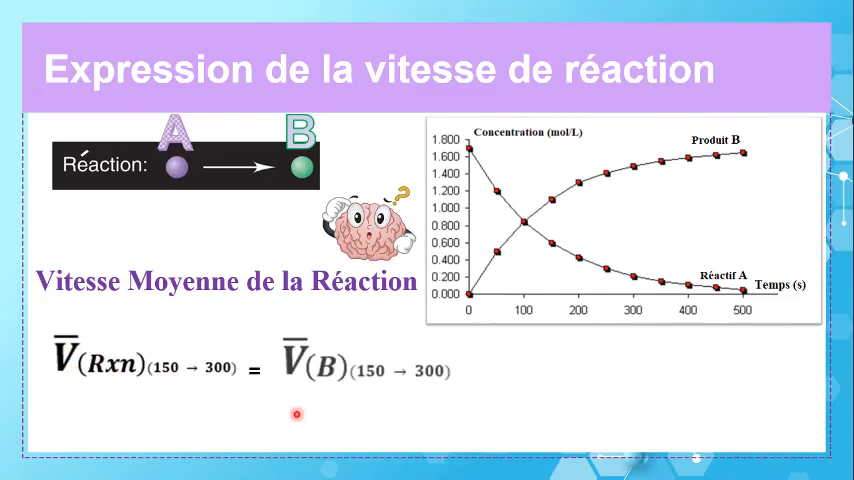 Expression de la vitesse de réaction
A B
Réaction:
Vitesse Moyenne de la Réaction
V̅(Rxn)(150 → 300) = V̅(B)(150 → 300)
Concentration (mol/L)
Produit B
1.800
1.600
1.400
1.200
1.000
0.800
0.600
0.400
0.200
0.000
Réactif A
Temps (s)
0 100 200 300 400 500